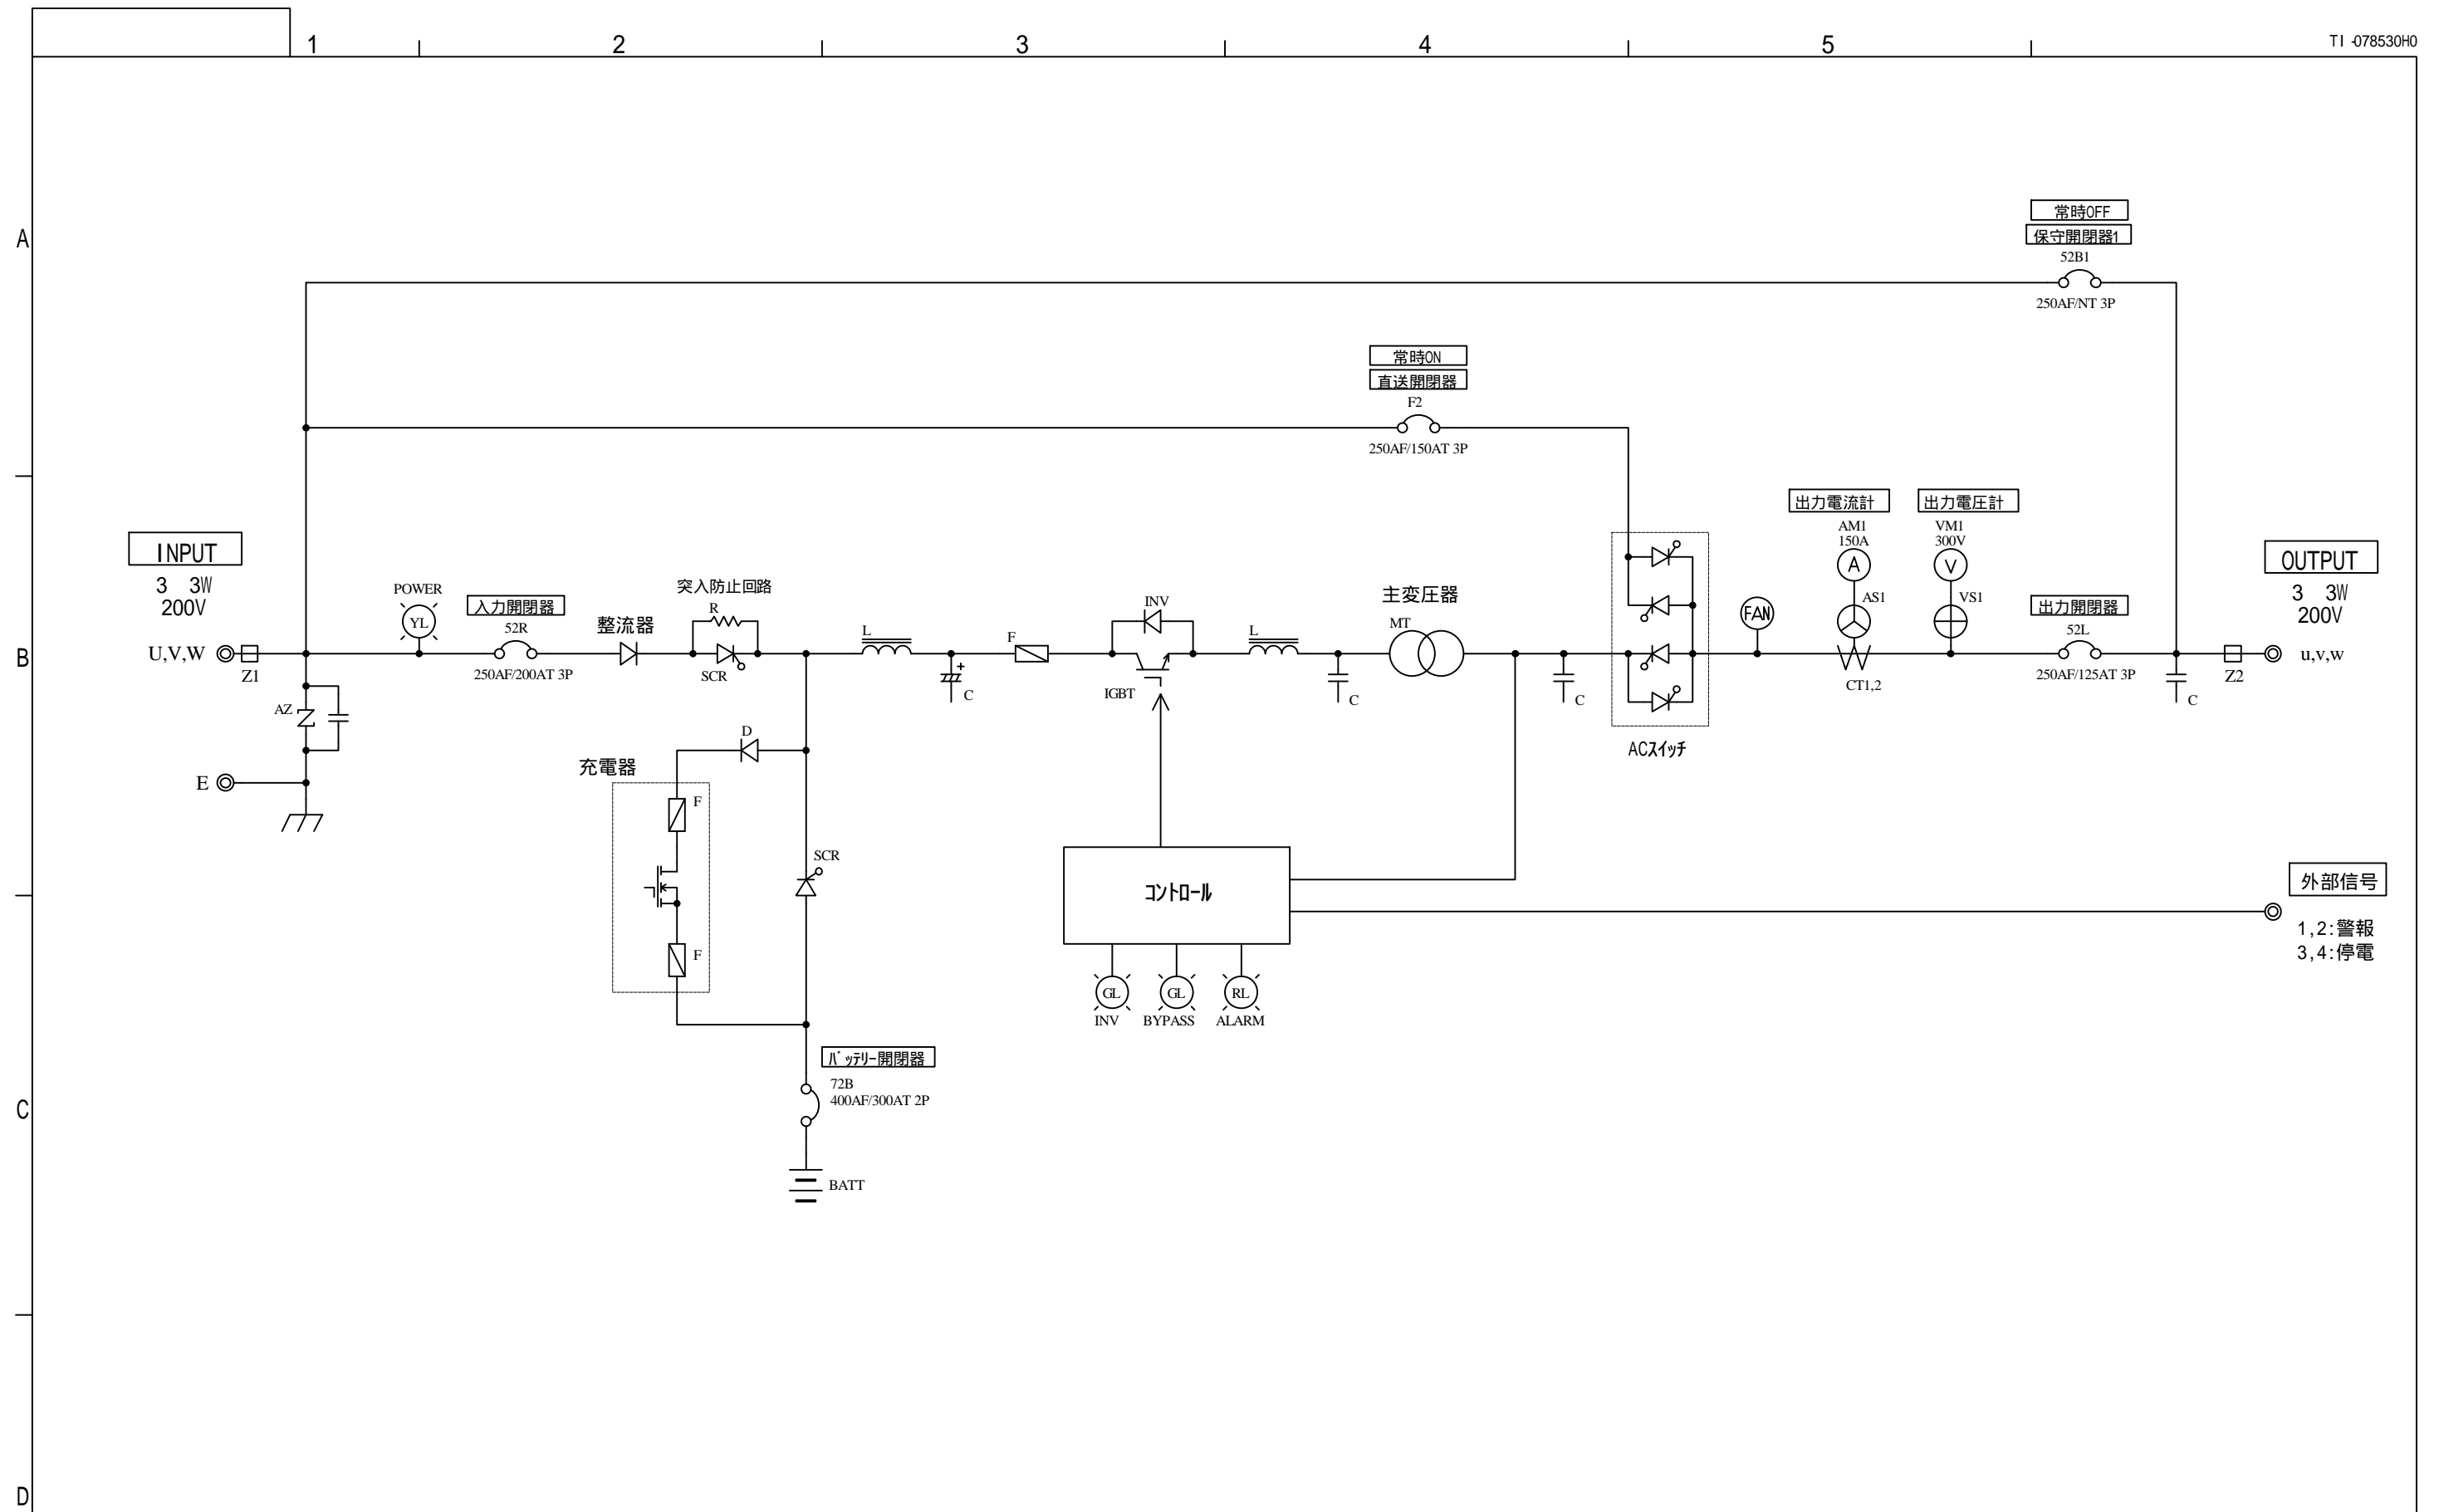 1
2
3
4
5
TI-078530H0
A
B
C
D
常時OFF
保守開閉器1
52B1
250AF/NT 3P
常時ON
直送開閉器
F2
250AF/150AT 3P
出力電流計
AM1
150A
A
AS1
CT1,2
出力電圧計
VM1
300V
V
VS1
INPUT
3 3W
200V
U,V,W
Z1
AZ
E
POWER
YL
入力開閉器
52R
250AF/200AT 3P
整流器
突入防止回路
R
SCR
L
C
+
F
INV
IGBT
L
C
主変圧器
MT
C
ACスイッチ
FAN
出力開閉器
52L
250AF/125AT 3P
C
Z2
OUTPUT
3 3W
200V
u,v,w
充電器
D
F
F
SCR
コントロール
GL
INV
GL
BYPASS
RL
ALARM
外部信号
1,2:警報
3,4:停電
バッテリー開閉器
72B
400AF/300AT 2P
BATT